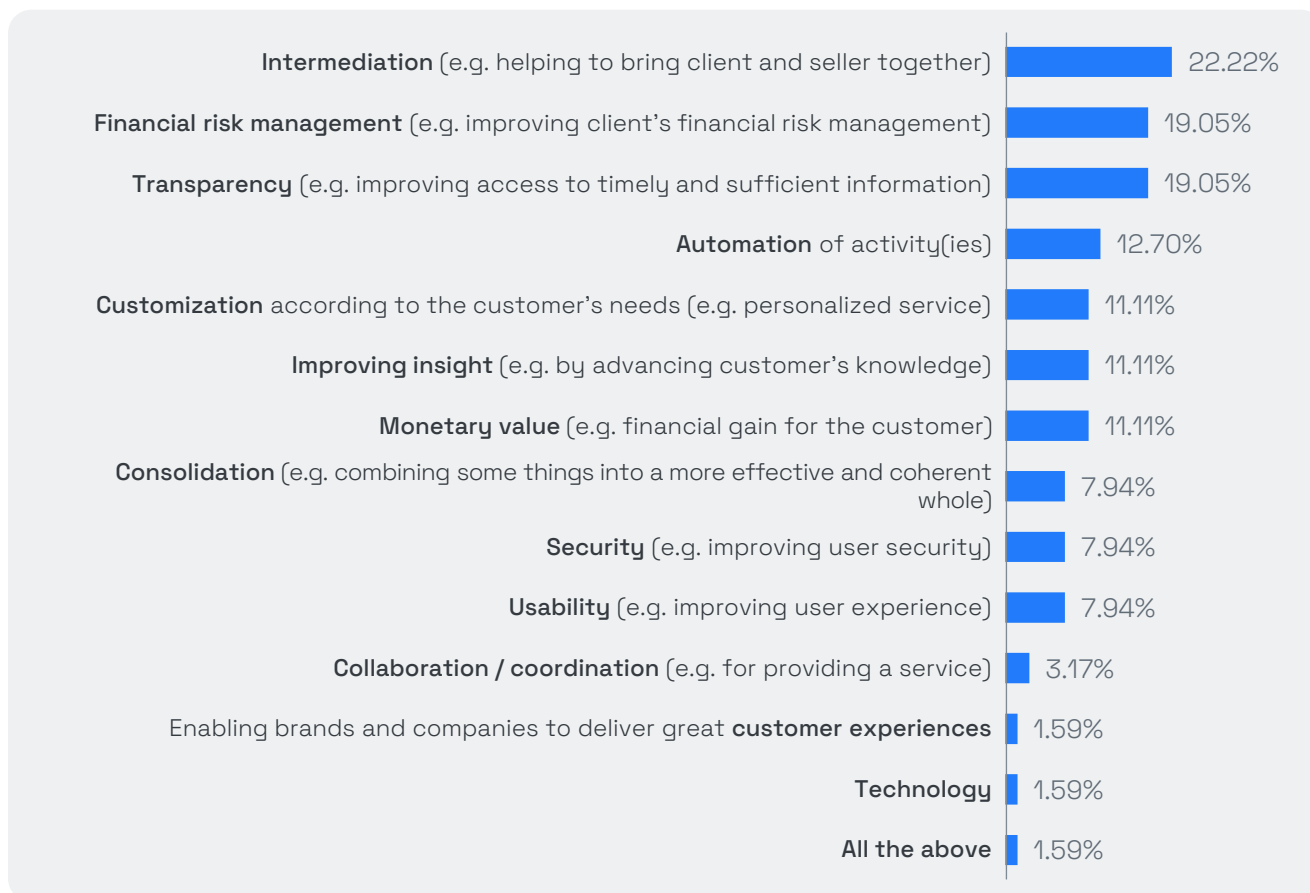 Intermediation (e.g. helping to bring client and seller together) 22.22%
Financial risk management (e.g. improving client's financial risk management) 19.05%
Transparency (e.g. improving access to timely and sufficient information) 19.05%
Automation of activity(ies) 12.70%
Customization according to the customer's needs (e.g. personalized service) 11.11%
Improving insight (e.g. by advancing customer's knowledge) 11.11%
Monetary value (e.g. financial gain for the customer) 11.11%
Consolidation (e.g. combining some things into a more effective and coherent
whole) 7.94%
Security (e.g. improving user security) 7.94%
Usability (e.g. improving user experience) 7.94%
Collaboration / coordination (e.g. for providing a service) 3.17%
Enabling brands and companies to deliver great customer experiences 1.59%
Technology 1.59%
All the above 1.59%